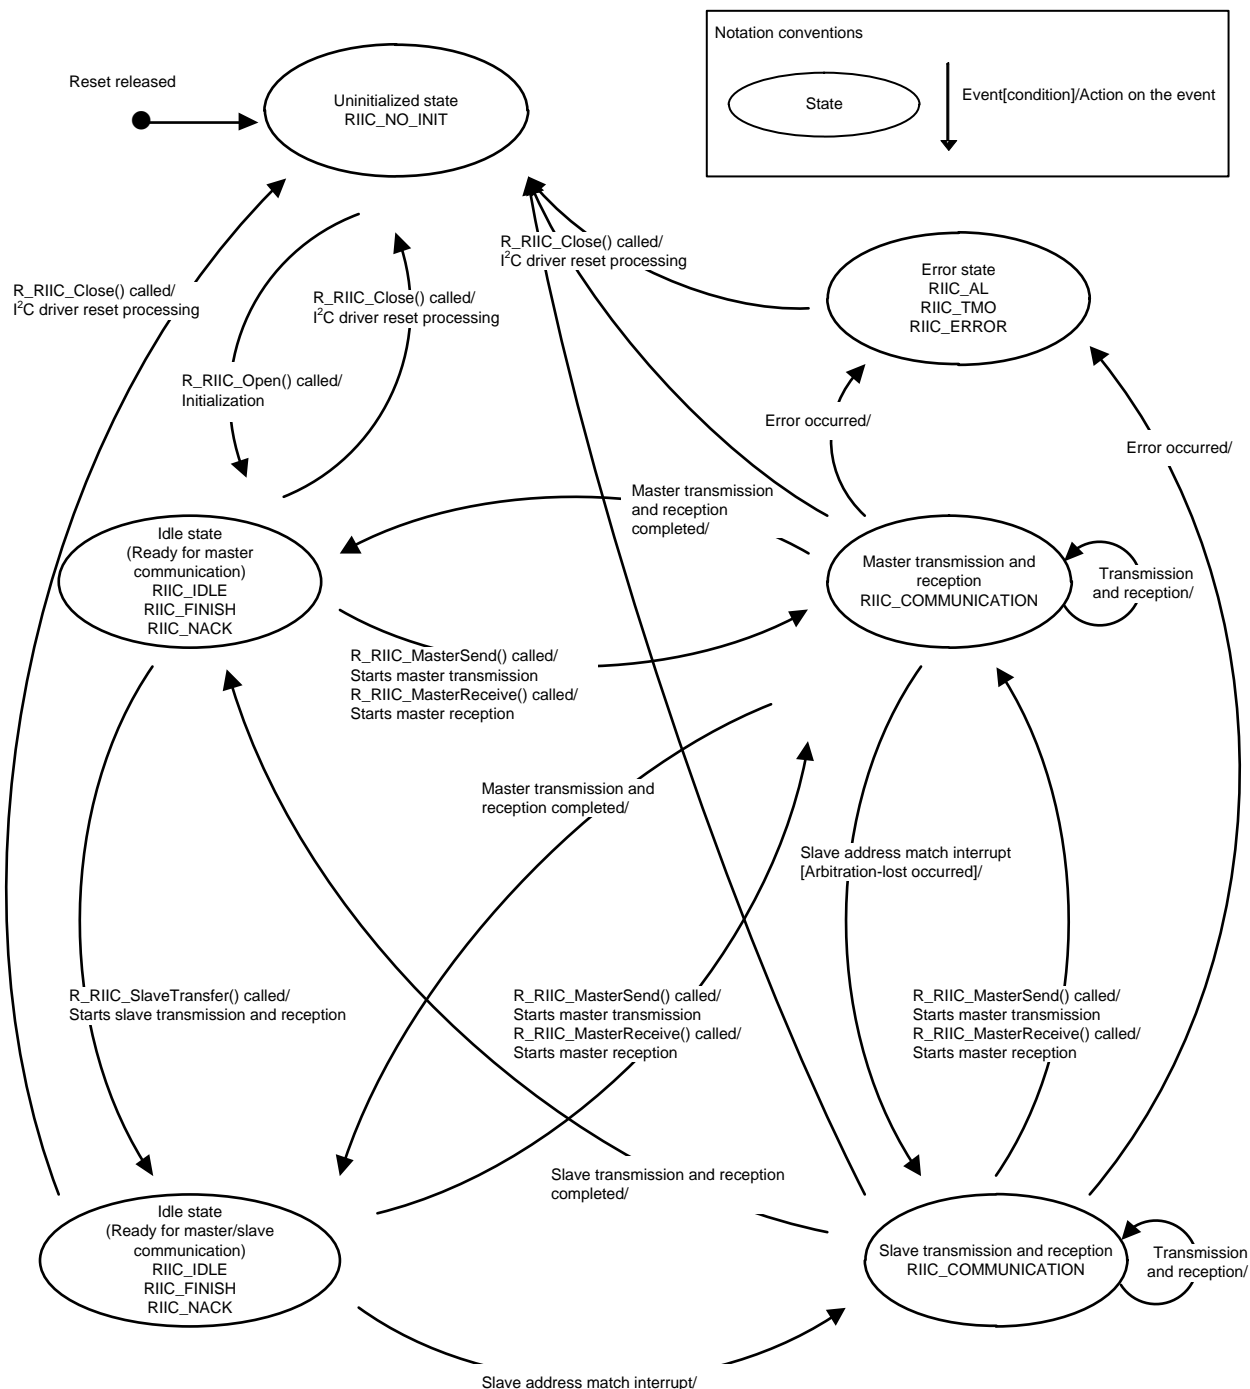 Notation conventions
State
Event[condition]/Action on the event
Reset released
Uninitialized state
RIIC_NO_INIT
R_RIIC_Close() called/
I²C driver reset processing
Error state
RIIC_AL
RIIC_TMO
RIIC_ERROR
R_RIIC_Close() called/
I²C driver reset processing
R_RIIC_Close() called/
I²C driver reset processing
R_RIIC_Open() called/
Initialization
Error occurred/
Error occurred/
Master transmission
and reception
completed/
Idle state
(Ready for master
communication)
RIIC_IDLE
RIIC_FINISH
RIIC_NACK
Master transmission and
reception
RIIC_COMMUNICATION
Transmission
and reception/
R_RIIC_MasterSend() called/
Starts master transmission
R_RIIC_MasterReceive() called/
Starts master reception
Master transmission and
reception completed/
Slave address match interrupt
[Arbitration-lost occurred]/
R_RIIC_SlaveTransfer() called/
Starts slave transmission and reception
R_RIIC_MasterSend() called/
Starts master transmission
R_RIIC_MasterReceive() called/
Starts master reception
R_RIIC_MasterSend() called/
Starts master transmission
R_RIIC_MasterReceive() called/
Starts master reception
Slave transmission and reception
completed/
Idle state
(Ready for master/slave
communication)
RIIC_IDLE
RIIC_FINISH
RIIC_NACK
Slave transmission and reception
RIIC_COMMUNICATION
Transmission
and reception/
Slave address match interrupt/